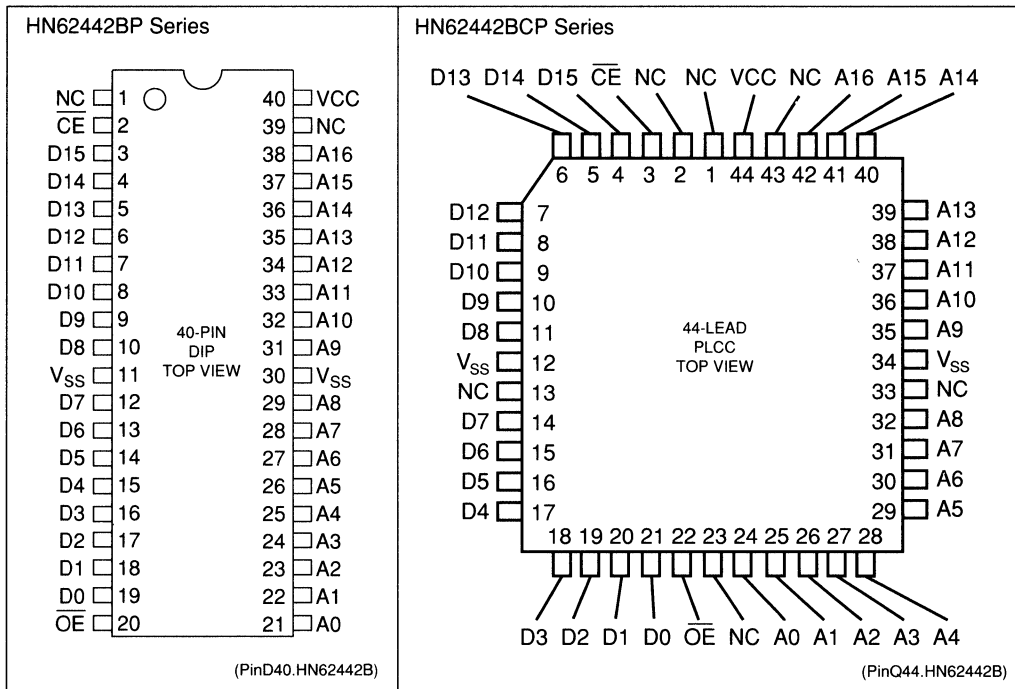 HN62442BP Series
NC 1 40 VCC
C̅E̅ 2 39 NC
D15 3 38 A16
D14 4 37 A15
D13 5 36 A14
D12 6 35 A13
D11 7 34 A12
D10 8 33 A11
D9 9 32 A10
D8 10 31 A9
VSS 11 30 VSS
D7 12 29 A8
D6 13 28 A7
D5 14 27 A6
D4 15 26 A5
D3 16 25 A4
D2 17 24 A3
D1 18 23 A2
D0 19 22 A1
O̅E̅ 20 21 A0
40-PIN
DIP
TOP VIEW
(PinD40.HN62442B)
HN62442BCP Series
D13 D14 D15 C̅E̅ NC NC VCC NC A16 A15 A14
6 5 4 3 2 1 44 43 42 41 40
D12 7 39 A13
D11 8 38 A12
D10 9 37 A11
D9 10 36 A10
D8 11 35 A9
VSS 12 34 VSS
NC 13 33 NC
D7 14 32 A8
D6 15 31 A7
D5 16 30 A6
D4 17 29 A5
44-LEAD
PLCC
TOP VIEW
18 19 20 21 22 23 24 25 26 27 28
D3 D2 D1 D0 O̅E̅ NC A0 A1 A2 A3 A4
(PinQ44.HN62442B)